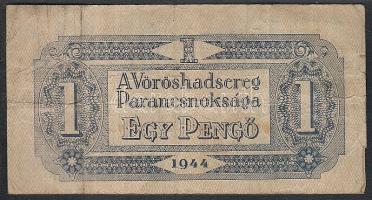 1
A Vöröshadsereg
Parancsnoksága
1 EGY PENGŐ 1
1944